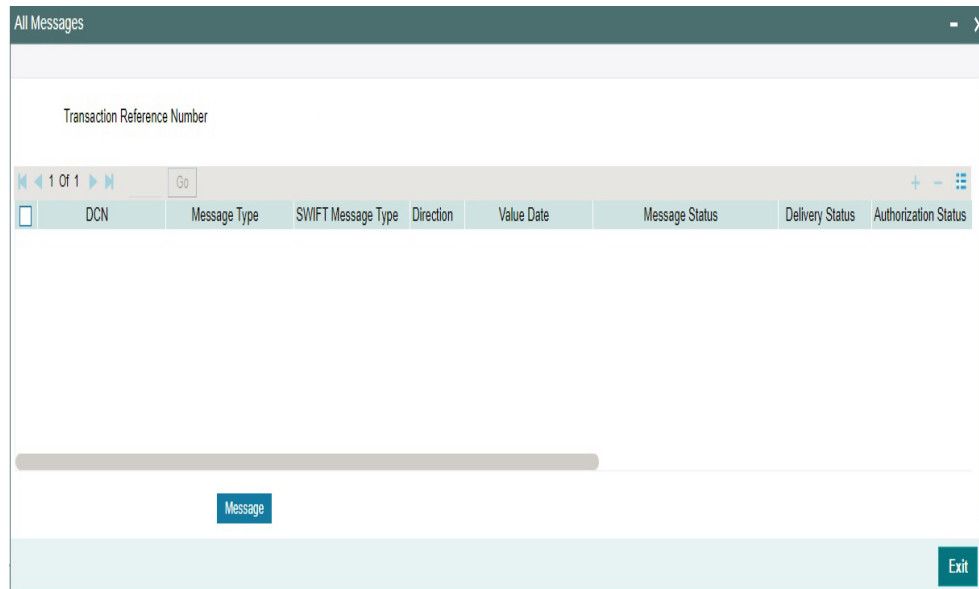 All Messages
Transaction Reference Number
1 Of 1 Go
DCN Message Type SWIFT Message Type Direction Value Date Message Status Delivery Status Authorization Status
Message
Exit